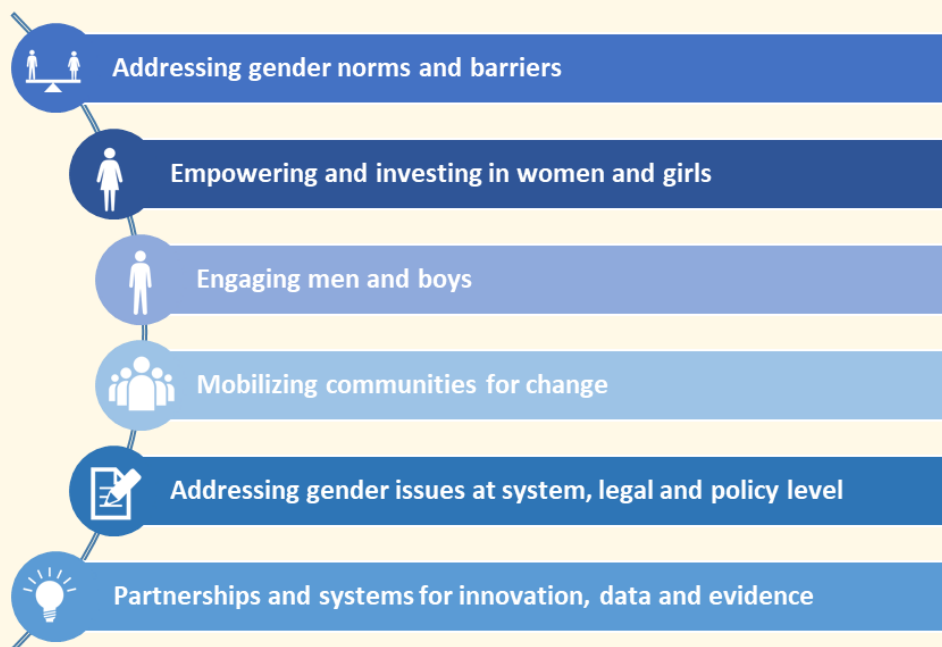 Addressing gender norms and barriers
Empowering and investing in women and girls
Engaging men and boys
Mobilizing communities for change
Addressing gender issues at system, legal and policy level
Partnerships and systems for innovation, data and evidence